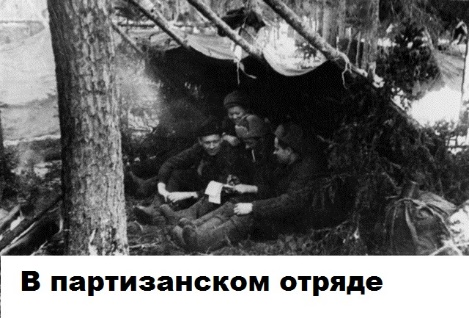 В партизанском отряде